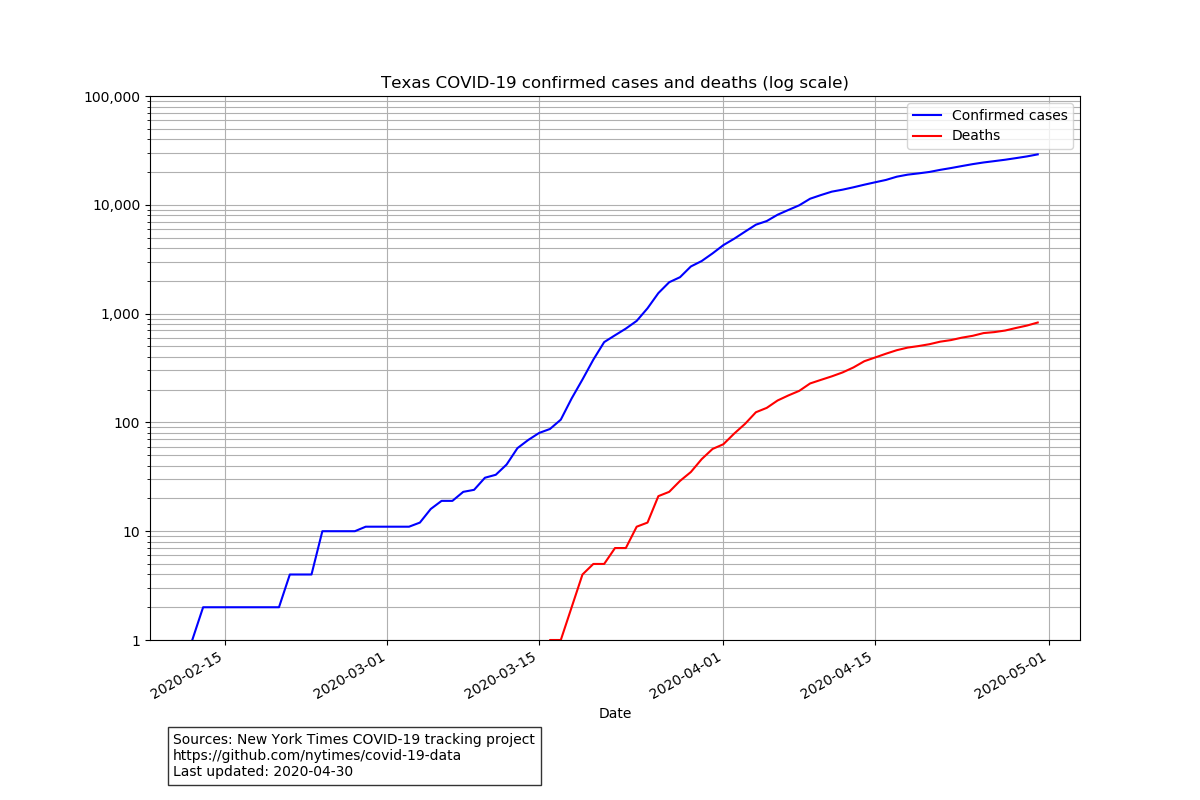 Texas COVID-19 confirmed cases and deaths (log scale)
100,000
10,000
1,000
100
10
1
Confirmed cases
Deaths
2020-02-15
2020-03-01
2020-03-15
2020-04-01
2020-04-15
2020-05-01
Date
Sources: New York Times COVID-19 tracking project
https://github.com/nytimes/covid-19-data
Last updated: 2020-04-30